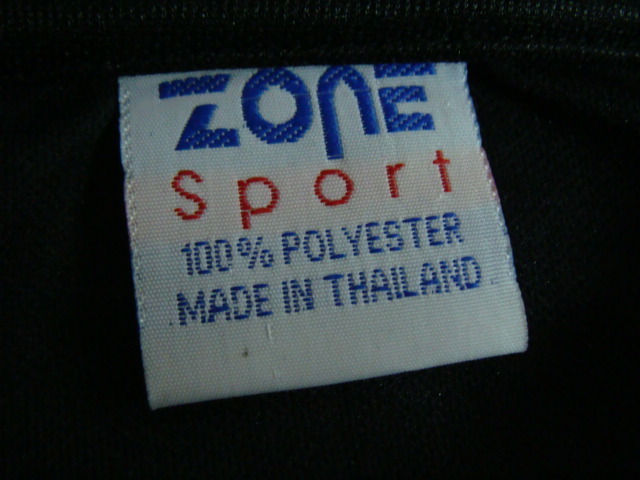 ZONE
Sport
100% POLYESTER
MADE IN THAILAND